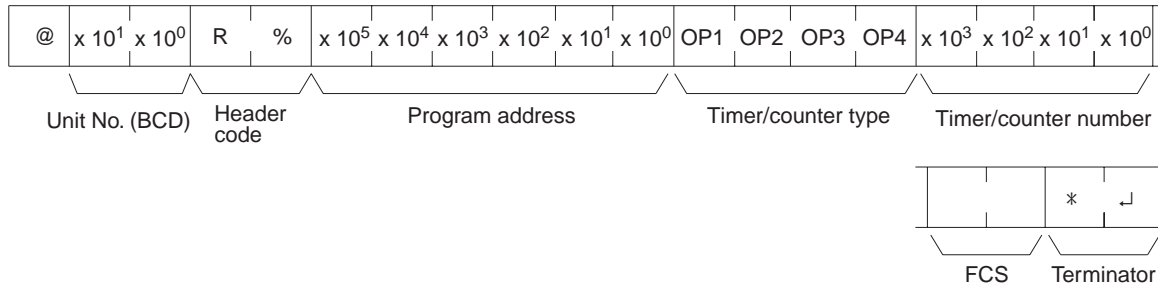 @ x 10¹ x 10⁰ R % x 10⁵ x 10⁴ x 10³ x 10² x 10¹ x 10⁰ OP1 OP2 OP3 OP4 x 10³ x 10² x 10¹ x 10⁰
Unit No. (BCD) Header code Program address Timer/counter type Timer/counter number
* ↵
FCS Terminator